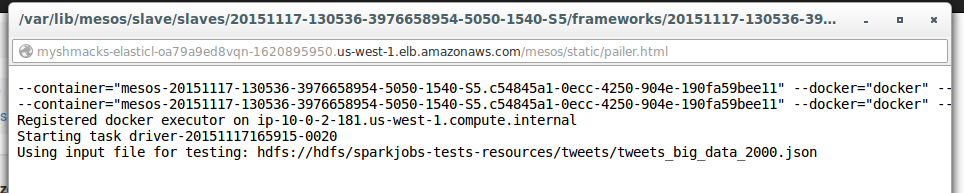 /var/lib/mesos/slave/slaves/20151117-130536-3976658954-5050-1540-S5/frameworks/20151117-130536-39...
myshmacks-elasticl-oa79a9ed8vqn-1620895950.us-west-1.elb.amazonaws.com/mesos/static/pailer.html
--container="mesos-20151117-130536-3976658954-5050-1540-S5.c54845a1-0ecc-4250-904e-190fa59bee11" --docker="docker" --
--container="mesos-20151117-130536-3976658954-5050-1540-S5.c54845a1-0ecc-4250-904e-190fa59bee11" --docker="docker" --
Registered docker executor on ip-10-0-2-181.us-west-1.compute.internal
Starting task driver-20151117165915-0020
Using input file for testing: hdfs://hdfs/sparkjobs-tests-resources/tweets/tweets_big_data_2000.json